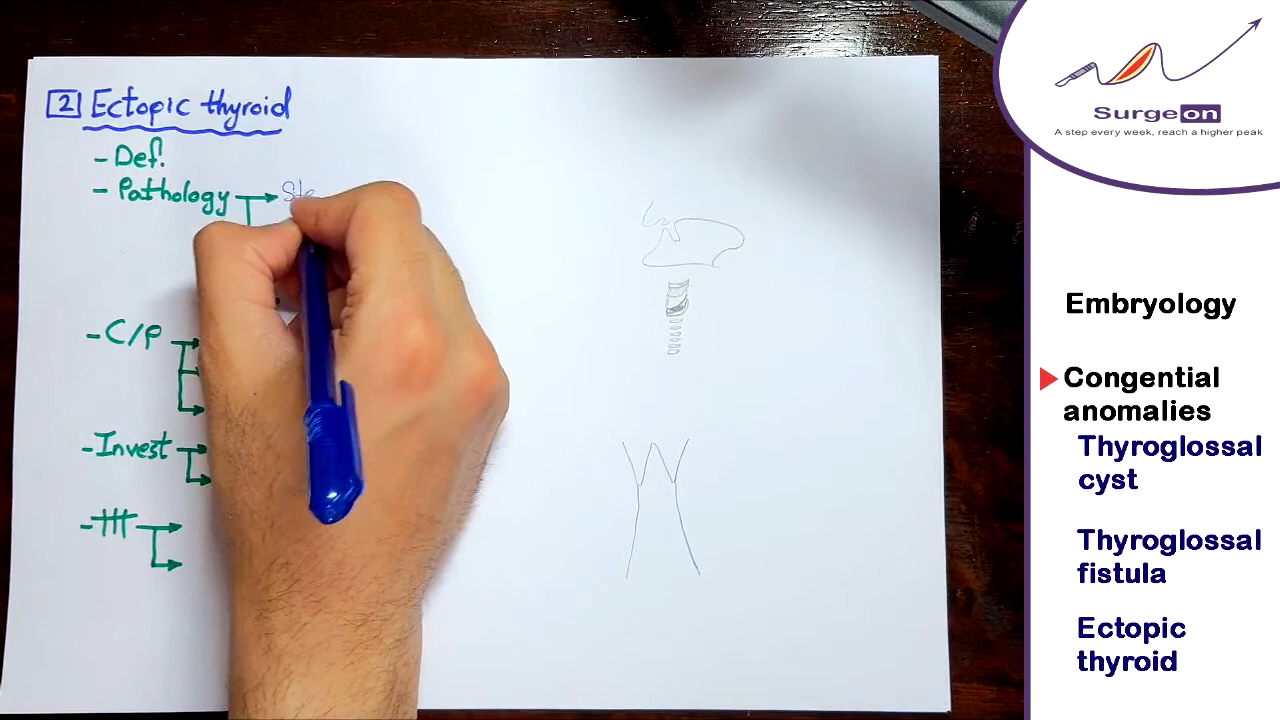 2 Ectopic thyroid
- Def.
- Pathology
- C/P
- Invest
- ttt
Surgeon
A step every week, reach a higher peak
Embryology
Congential
anomalies
Thyroglossal
cyst
Thyroglossal
fistula
Ectopic
thyroid